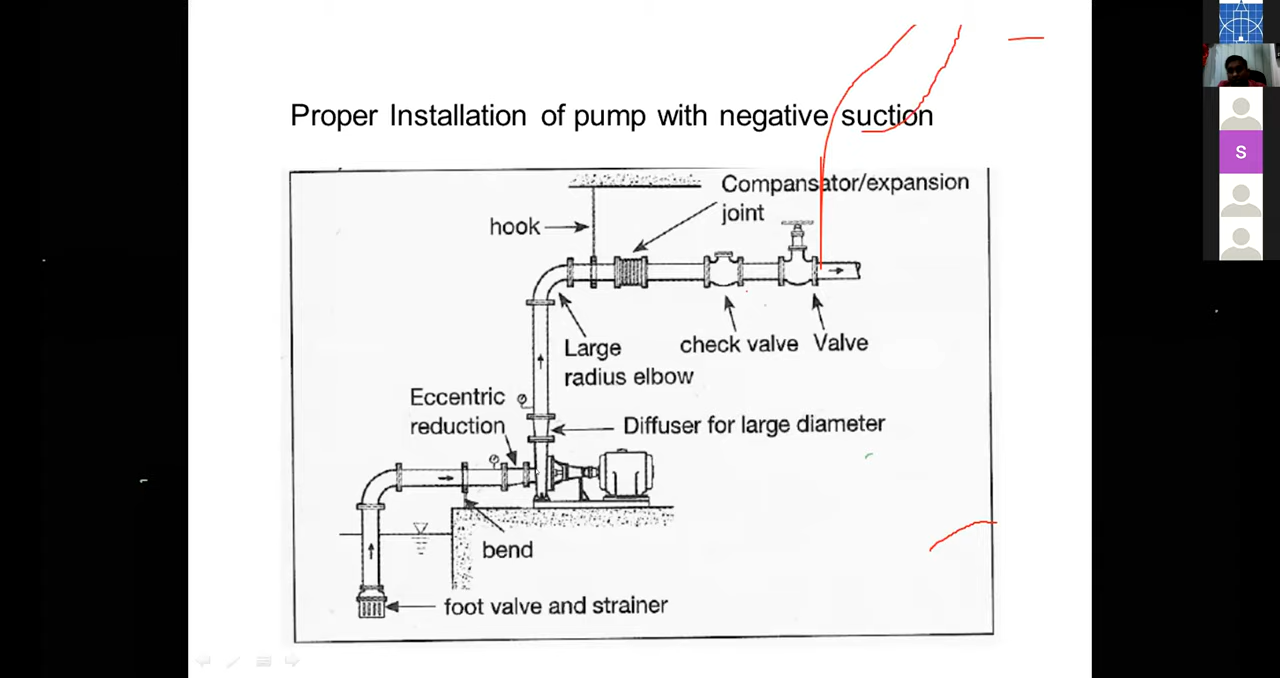 Proper Installation of pump with negative suction
Compansator/expansion
joint
hook
Large
radius elbow
check valve
Valve
Eccentric
reduction
Diffuser for large diameter
bend
foot valve and strainer
S